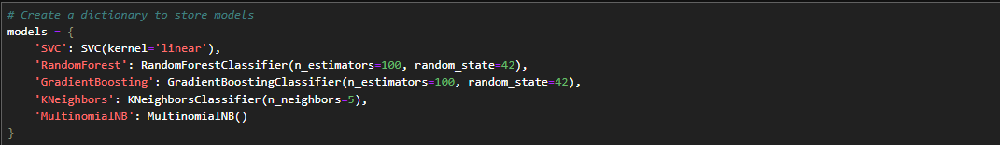 # Create a dictionary to store models
models = {
    'SVC': SVC(kernel='linear'),
    'RandomForest': RandomForestClassifier(n_estimators=100, random_state=42),
    'GradientBoosting': GradientBoostingClassifier(n_estimators=100, random_state=42),
    'KNeighbors': KNeighborsClassifier(n_neighbors=5),
    'MultinomialNB': MultinomialNB()
}